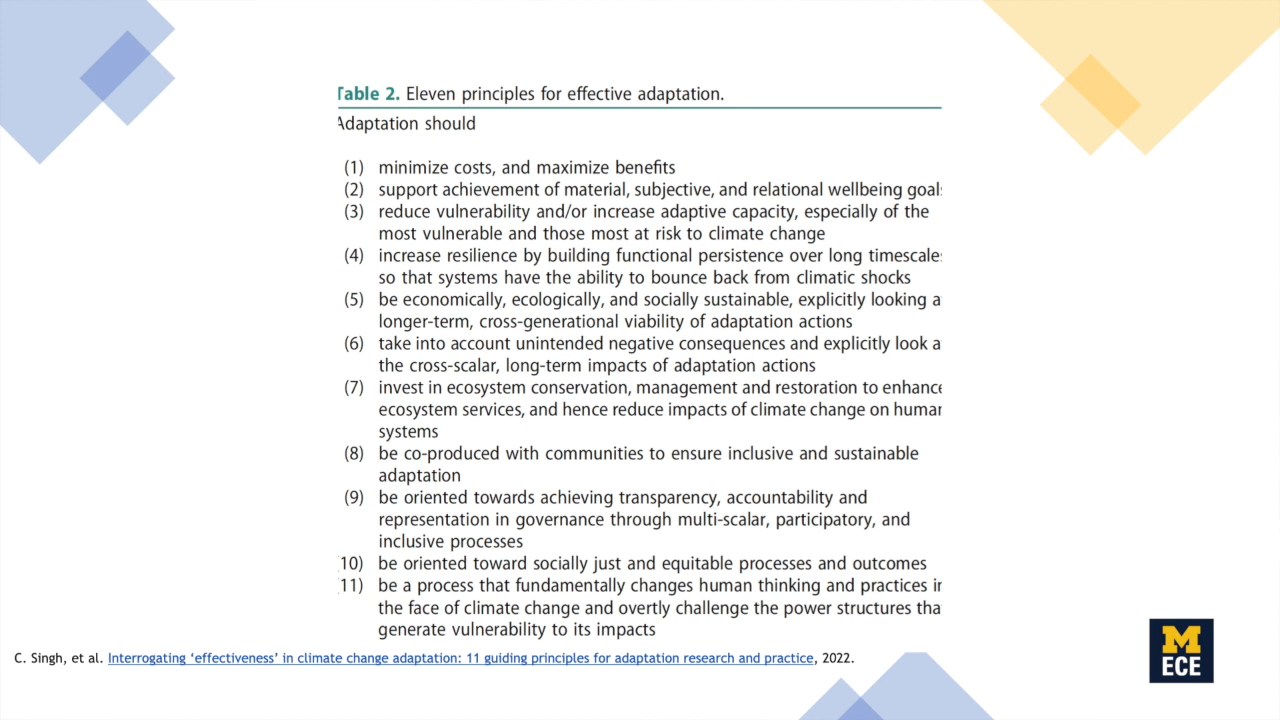 Table 2. Eleven principles for effective adaptation.
Adaptation should
(1) minimize costs, and maximize benefits
(2) support achievement of material, subjective, and relational wellbeing goal
(3) reduce vulnerability and/or increase adaptive capacity, especially of the
most vulnerable and those most at risk to climate change
(4) increase resilience by building functional persistence over long timescale
so that systems have the ability to bounce back from climatic shocks
(5) be economically, ecologically, and socially sustainable, explicitly looking a
longer-term, cross-generational viability of adaptation actions
(6) take into account unintended negative consequences and explicitly look a
the cross-scalar, long-term impacts of adaptation actions
(7) invest in ecosystem conservation, management and restoration to enhance
ecosystem services, and hence reduce impacts of climate change on human
systems
(8) be co-produced with communities to ensure inclusive and sustainable
adaptation
(9) be oriented towards achieving transparency, accountability and
representation in governance through multi-scalar, participatory, and
inclusive processes
10) be oriented toward socially just and equitable processes and outcomes
11) be a process that fundamentally changes human thinking and practices in
the face of climate change and overtly challenge the power structures tha
generate vulnerability to its impacts
C. Singh, et al. Interrogating ‘effectiveness’ in climate change adaptation: 11 guiding principles for adaptation research and practice, 2022.
M
ECE